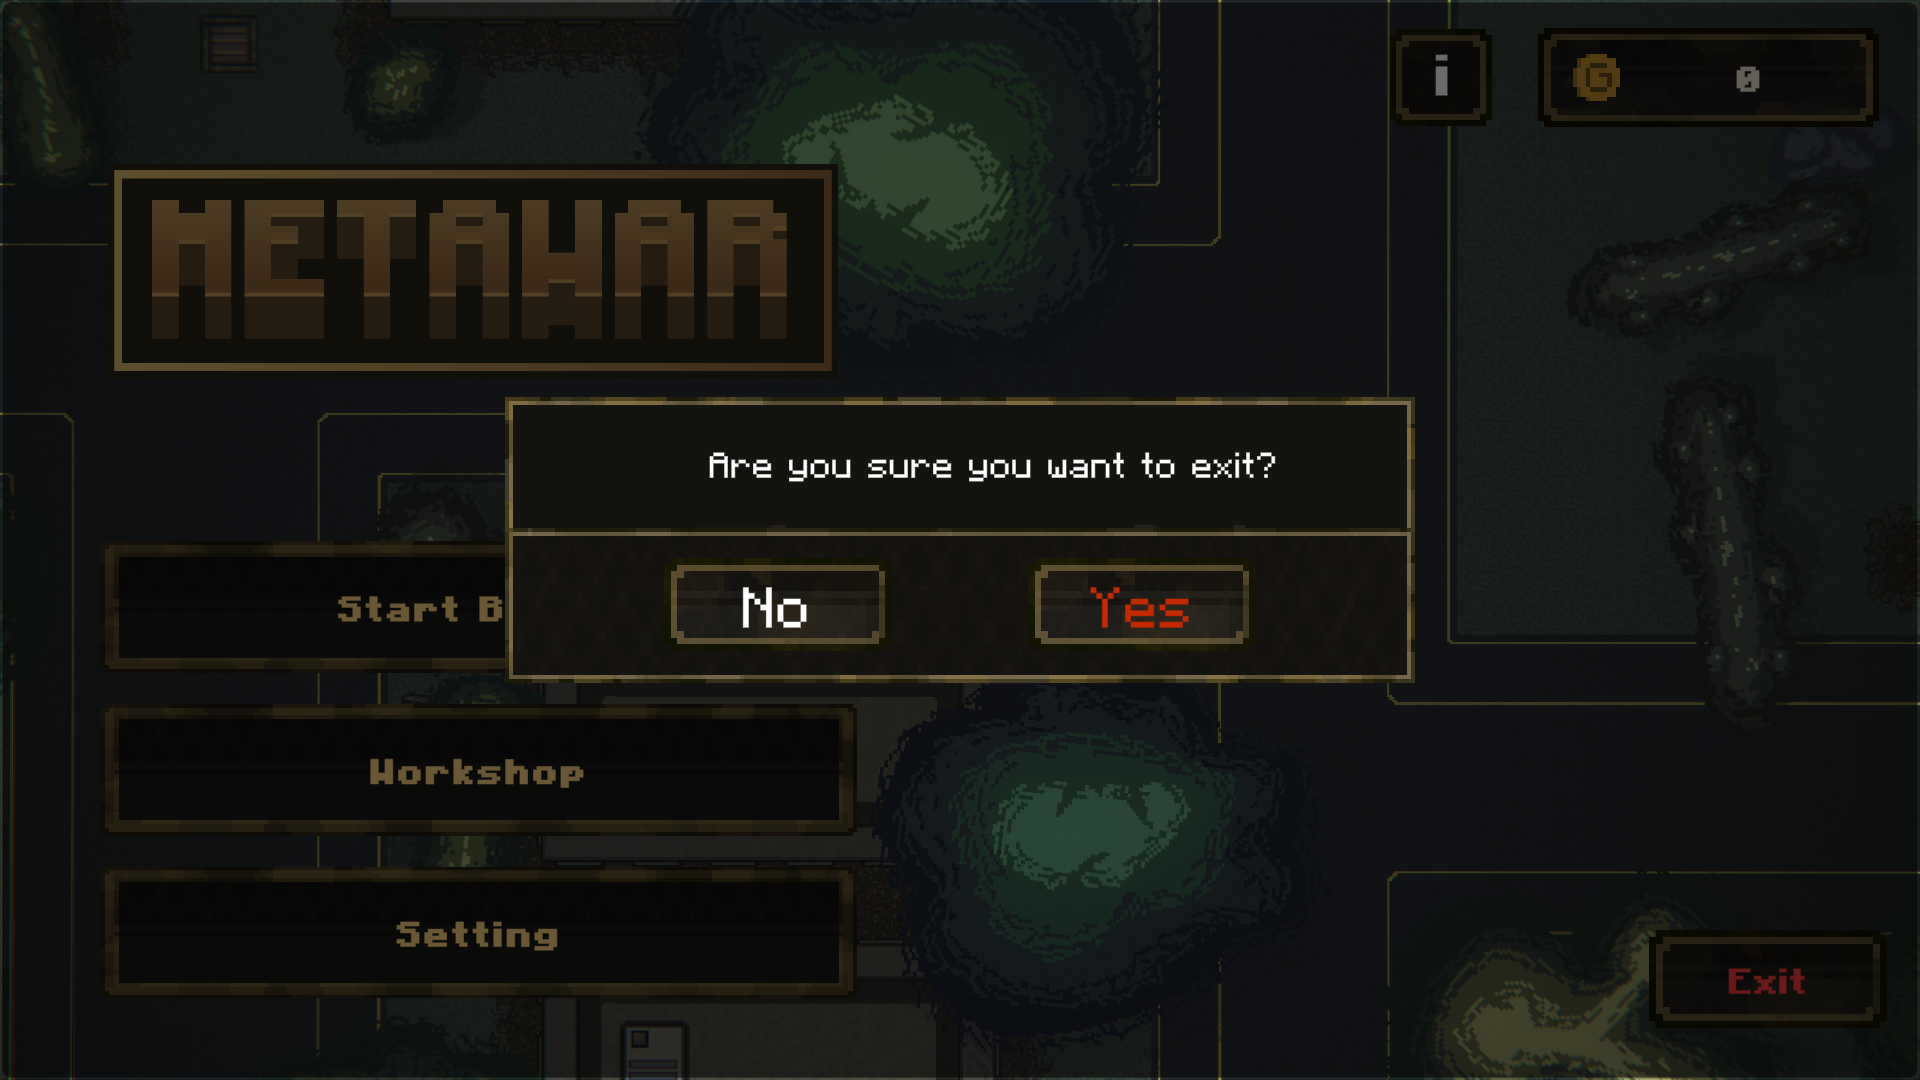 i
G 0
METAWAR
Are you sure you want to exit?
No Yes
Start B
Workshop
Setting
Exit